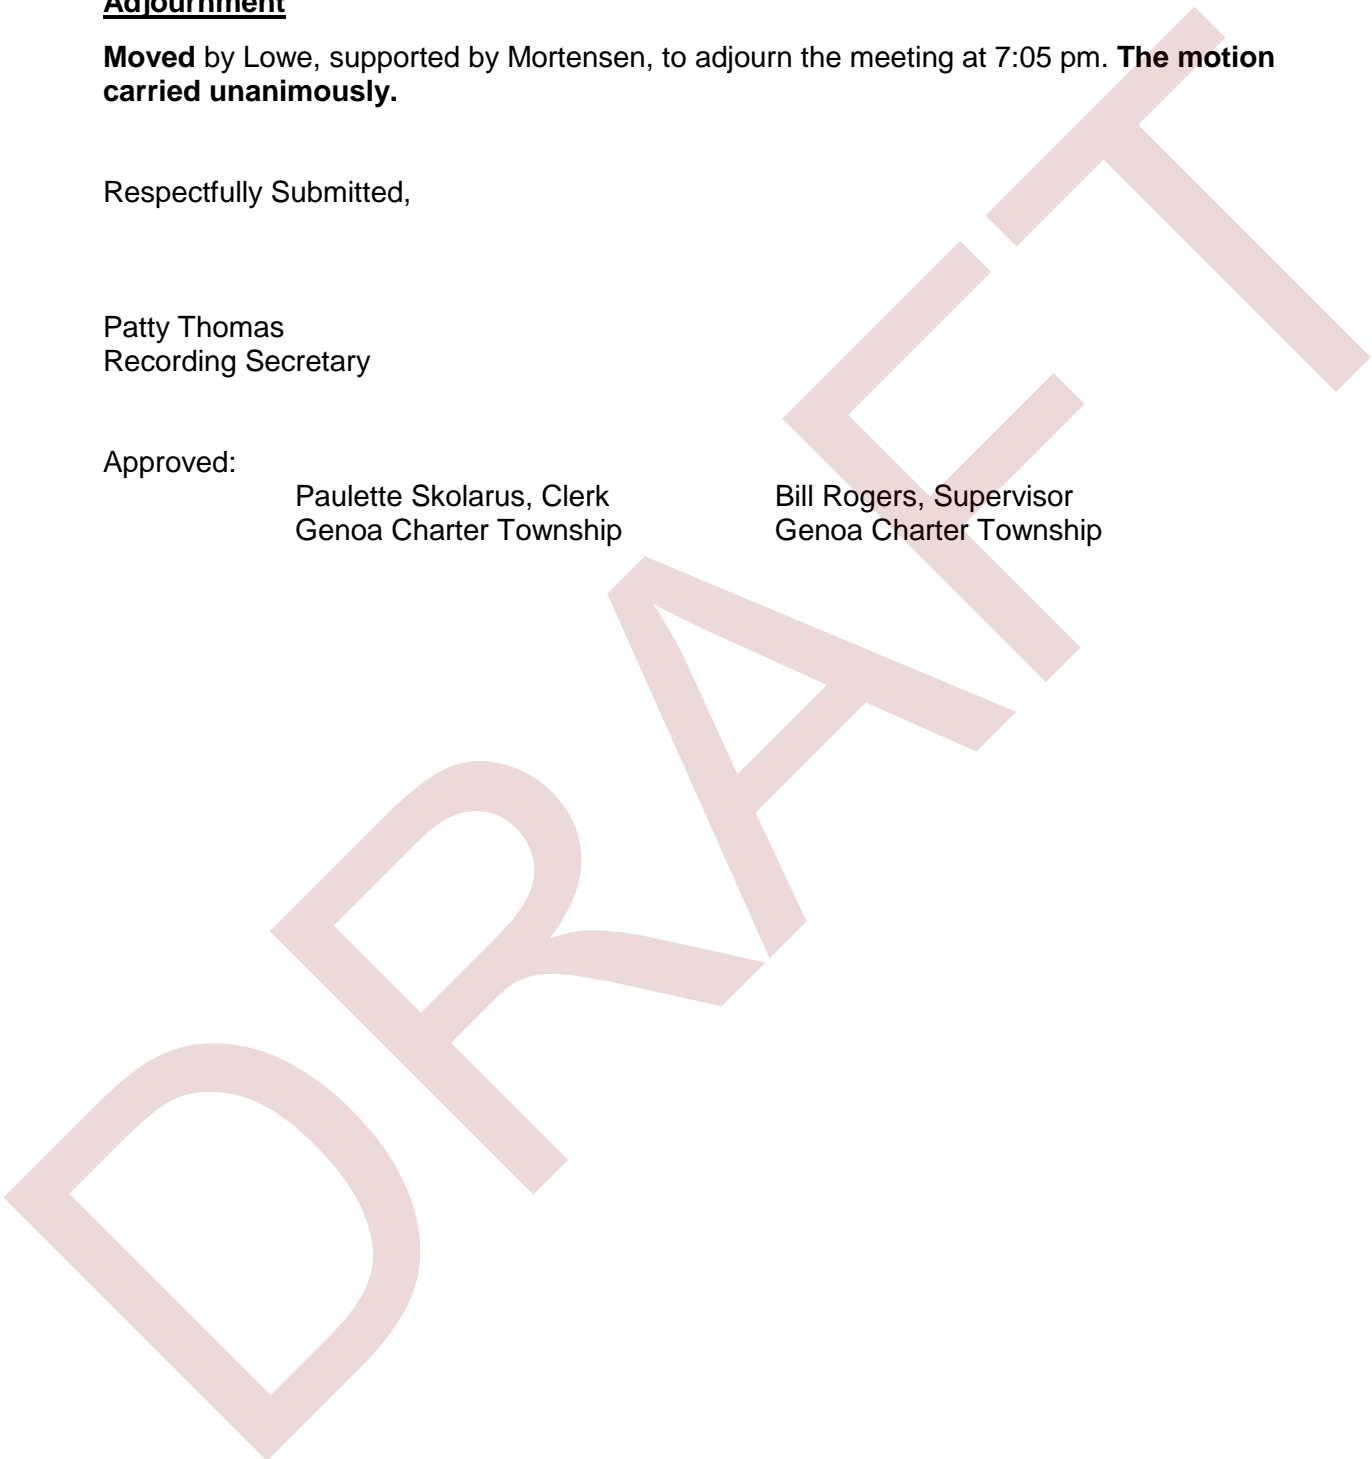 Adjournment
Moved by Lowe, supported by Mortensen, to adjourn the meeting at 7:05 pm. The motion
carried unanimously.
Respectfully Submitted,
Patty Thomas
Recording Secretary
Approved:
Paulette Skolarus, Clerk Bill Rogers, Supervisor
Genoa Charter Township Genoa Charter Township
DRAFT